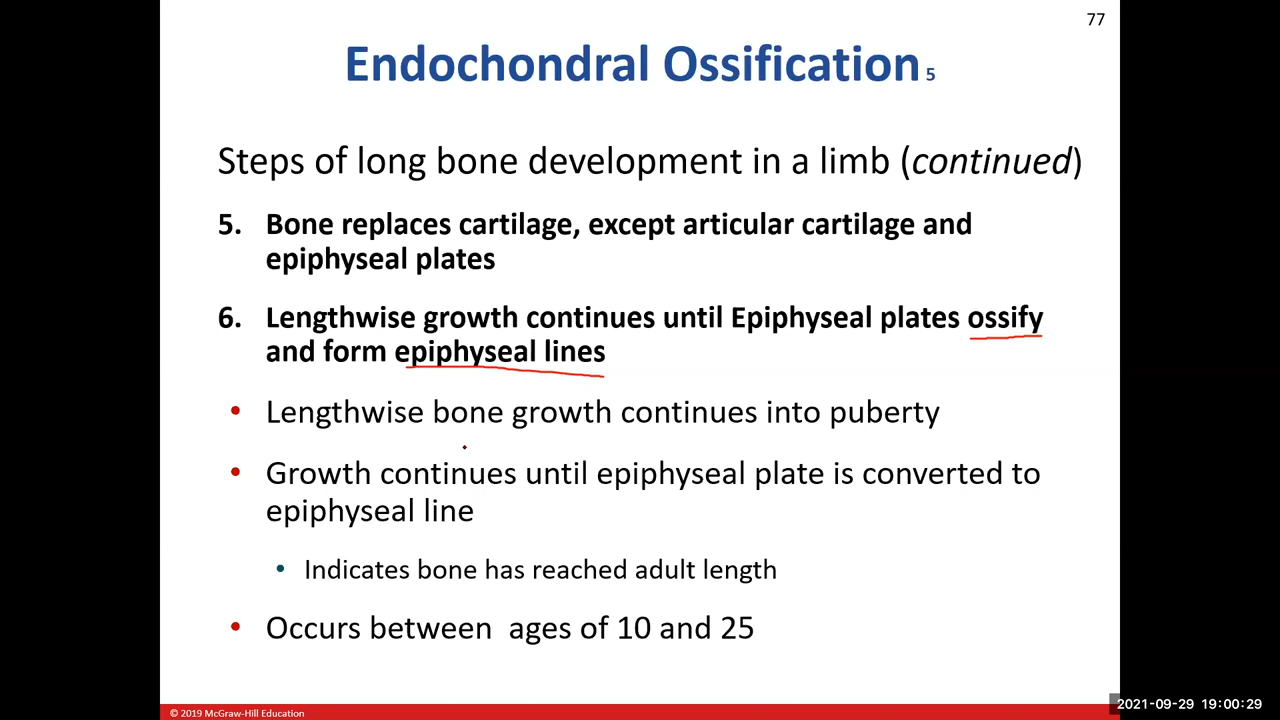 77
Endochondral Ossification 5
Steps of long bone development in a limb (continued)
5. Bone replaces cartilage, except articular cartilage and
epiphyseal plates
6. Lengthwise growth continues until Epiphyseal plates ossify
and form epiphyseal lines
• Lengthwise bone growth continues into puberty
• Growth continues until epiphyseal plate is converted to
epiphyseal line
• Indicates bone has reached adult length
• Occurs between ages of 10 and 25
© 2019 McGraw-Hill Education
2021-09-29 19:00:29